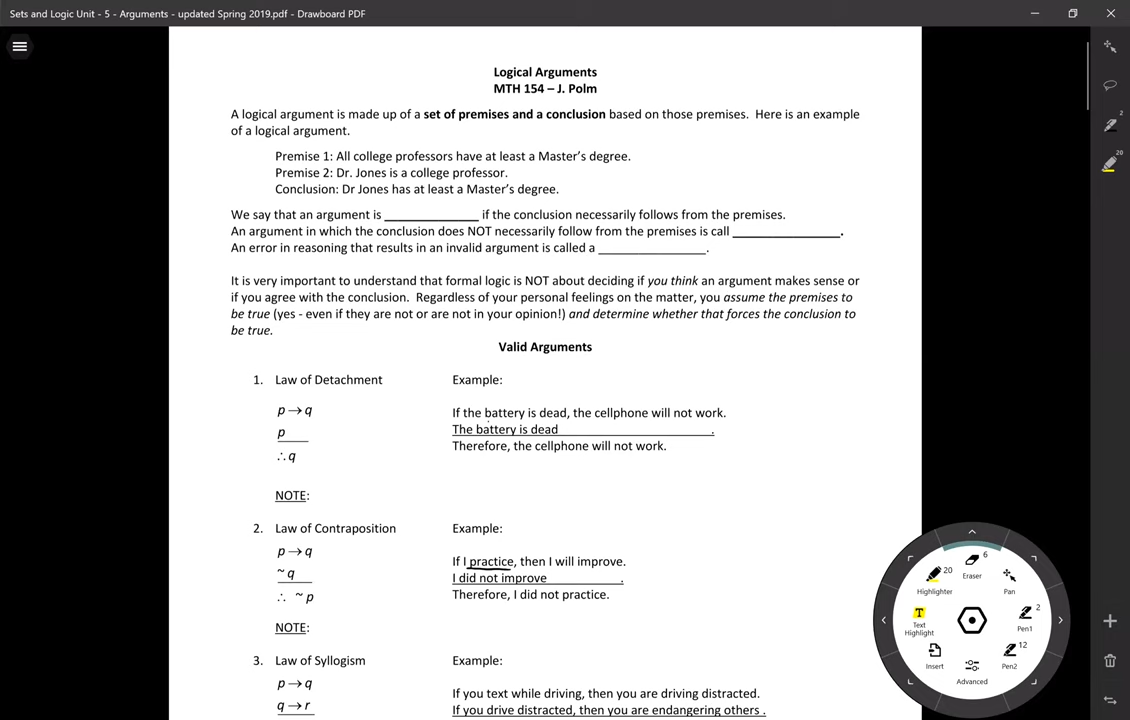 Sets and Logic Unit - 5 - Arguments - updated Spring 2019.pdf - Drawboard PDF
Logical Arguments
MTH 154 – J. Polm
A logical argument is made up of a set of premises and a conclusion based on those premises. Here is an example
of a logical argument.
Premise 1: All college professors have at least a Master's degree.
Premise 2: Dr. Jones is a college professor.
Conclusion: Dr Jones has at least a Master's degree.
We say that an argument is ______________ if the conclusion necessarily follows from the premises.
An argument in which the conclusion does NOT necessarily follow from the premises is call ________________.
An error in reasoning that results in an invalid argument is called a ________________.
It is very important to understand that formal logic is NOT about deciding if you think an argument makes sense or
if you agree with the conclusion. Regardless of your personal feelings on the matter, you assume the premises to
be true (yes - even if they are not or are not in your opinion!) and determine whether that forces the conclusion to
be true.
Valid Arguments
1. Law of Detachment
p → q
p
∴ q
NOTE:
Example:
If the battery is dead, the cellphone will not work.
The battery is dead .
Therefore, the cellphone will not work.
2. Law of Contraposition
p → q
~ q
∴ ~ p
NOTE:
Example:
If I practice, then I will improve.
I did not improve .
Therefore, I did not practice.
3. Law of Syllogism
p → q
q → r
Example:
If you text while driving, then you are driving distracted.
If you drive distracted, then you are endangering others .
2
20
6
Eraser
20
Highlighter
Pan
T
Text
Highlight
2
Pen1
Insert
12
Pen2
Advanced